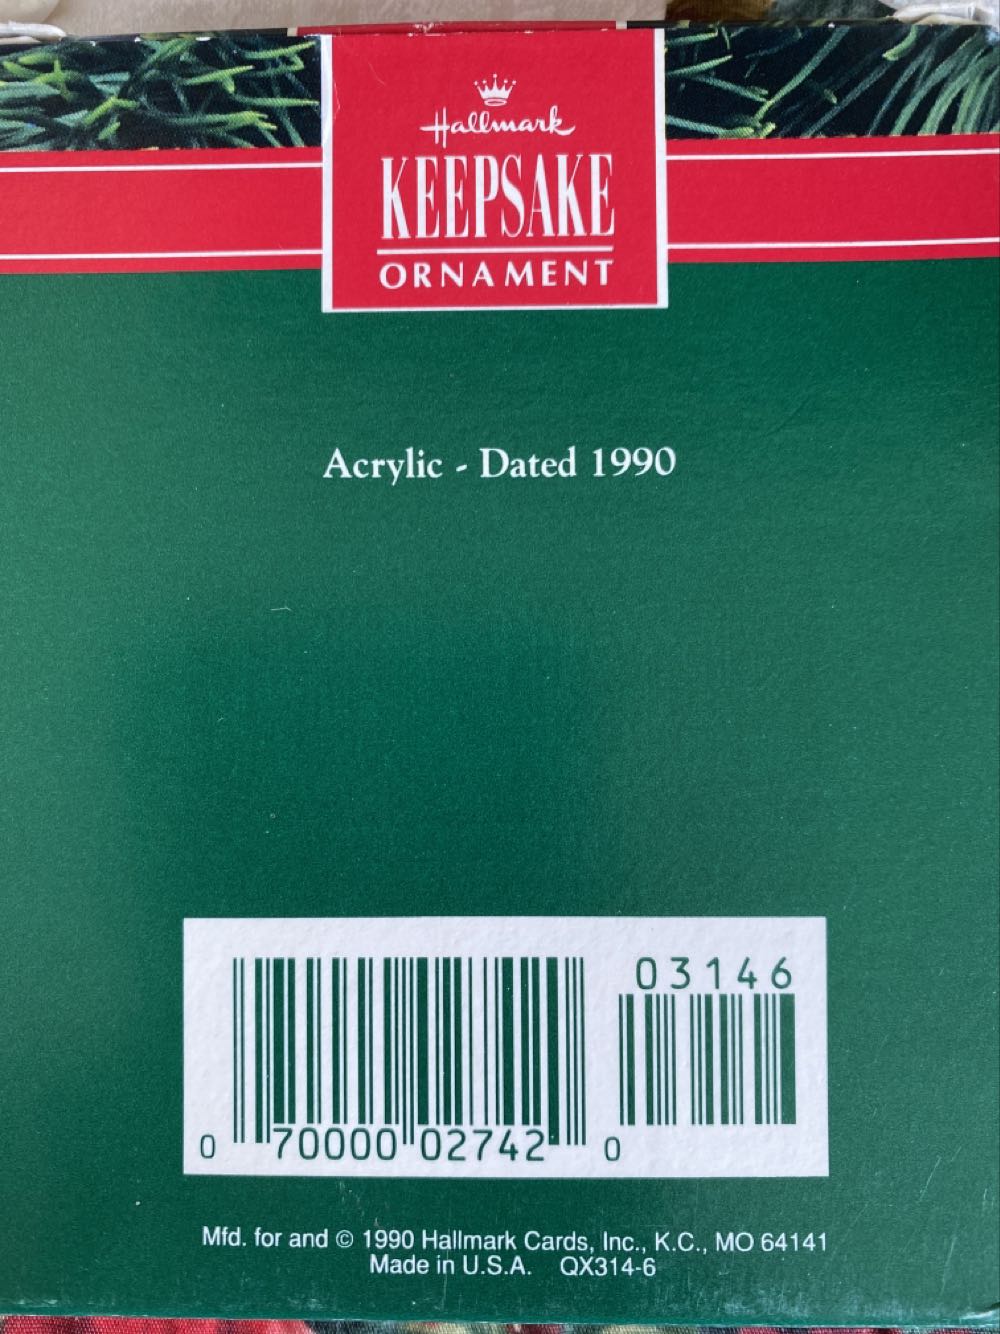 Hallmark
KEEPSAKE
ORNAMENT
Acrylic - Dated 1990
03146
0 70000 02742 0
Mfd. for and © 1990 Hallmark Cards, Inc., K.C., MO 64141
Made in U.S.A. QX314-6